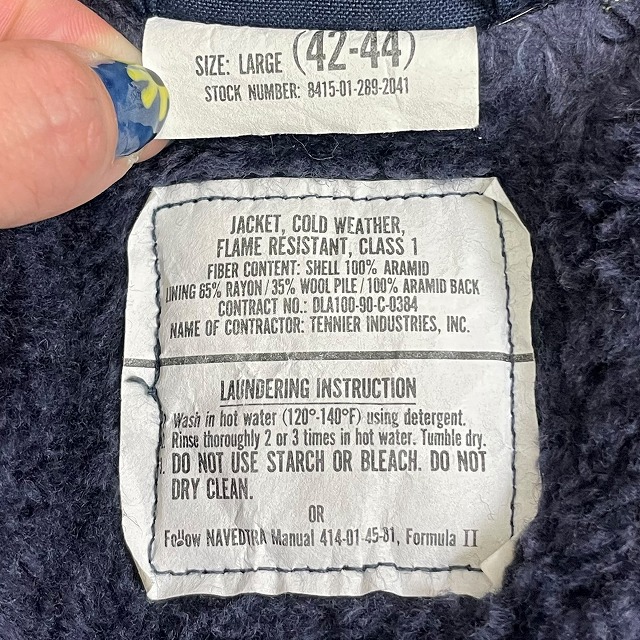 SIZE: LARGE (42-44)
STOCK NUMBER: 8415-01-289-2041
JACKET, COLD WEATHER,
FLAME RESISTANT, CLASS 1
FIBER CONTENT: SHELL 100% ARAMID
LINING 65% RAYON/35% WOOL PILE/100% ARAMID BACK
CONTRACT NO.: DLA100-90-C-0384
NAME OF CONTRACTOR: TENNIER INDUSTRIES, INC.
LAUNDERING INSTRUCTION
Wash in hot water (120°-140°F) using detergent.
Rinse thoroughly 2 or 3 times in hot water. Tumble dry.
DO NOT USE STARCH OR BLEACH. DO NOT
DRY CLEAN.
OR
Follow NAVEDTRA Manual 414-01-45-81, Formula II